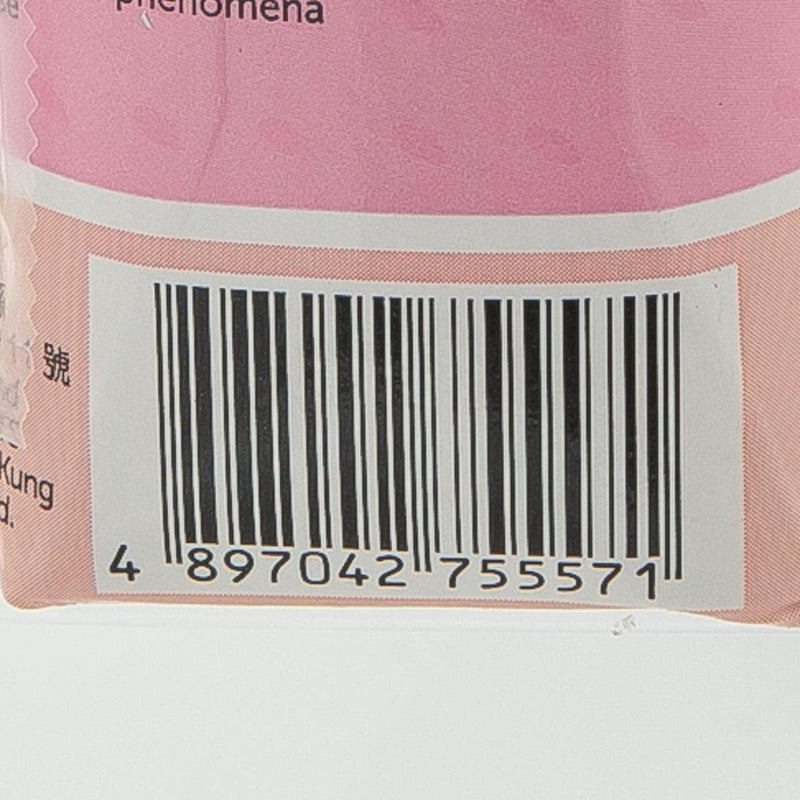 phenomena
號
Kung
d.
4 897042 755571